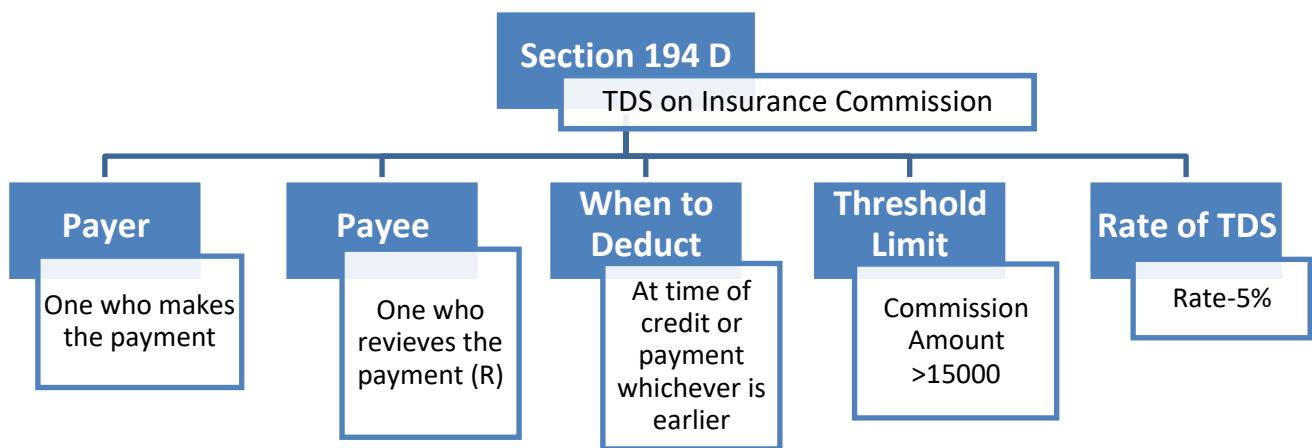 Section 194 D
TDS on Insurance Commission
Payer
One who makes
the payment
Payee
One who
revieves the
payment (R)
When to
Deduct
At time of
credit or
payment
whichever is
earlier
Threshold
Limit
Commission
Amount
>15000
Rate of TDS
Rate-5%